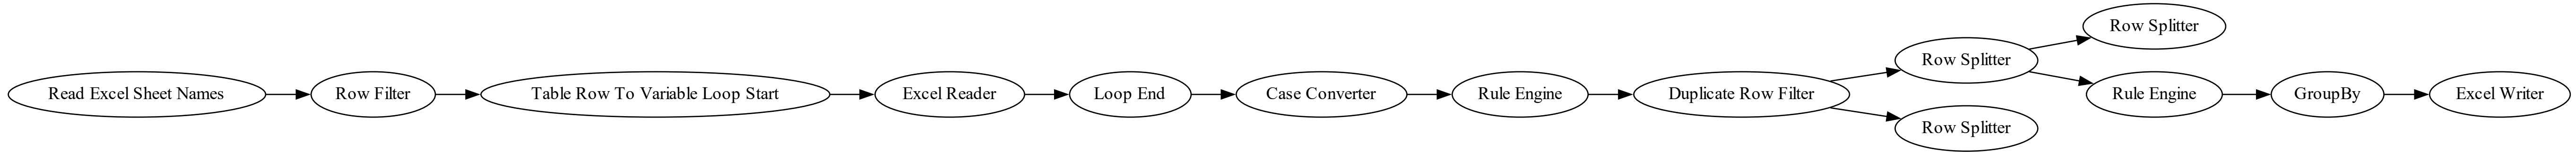 Read Excel Sheet Names
Row Filter
Table Row To Variable Loop Start
Excel Reader
Loop End
Case Converter
Rule Engine
Duplicate Row Filter
Row Splitter
Row Splitter
Row Splitter
Rule Engine
GroupBy
Excel Writer